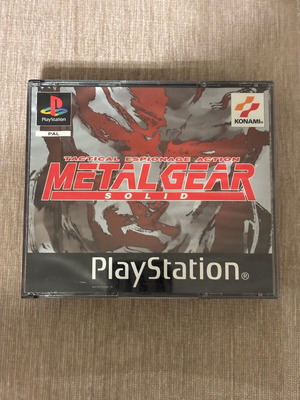 PlayStation
PAL
KONAMI
TACTICAL ESPIONAGE ACTION
METAL GEAR
SOLID
PlayStation®